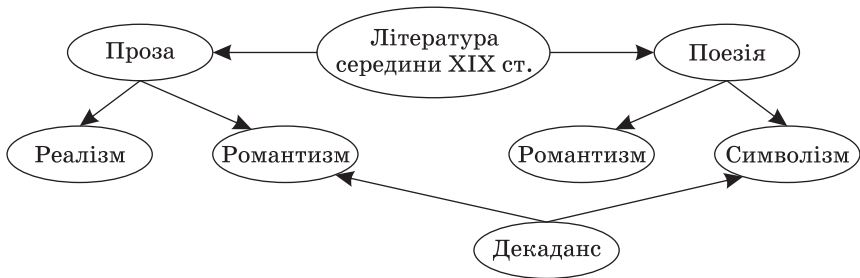 Література
середини XIX ст.
Проза
Поезія
Реалізм
Романтизм
Романтизм
Символізм
Декаданс